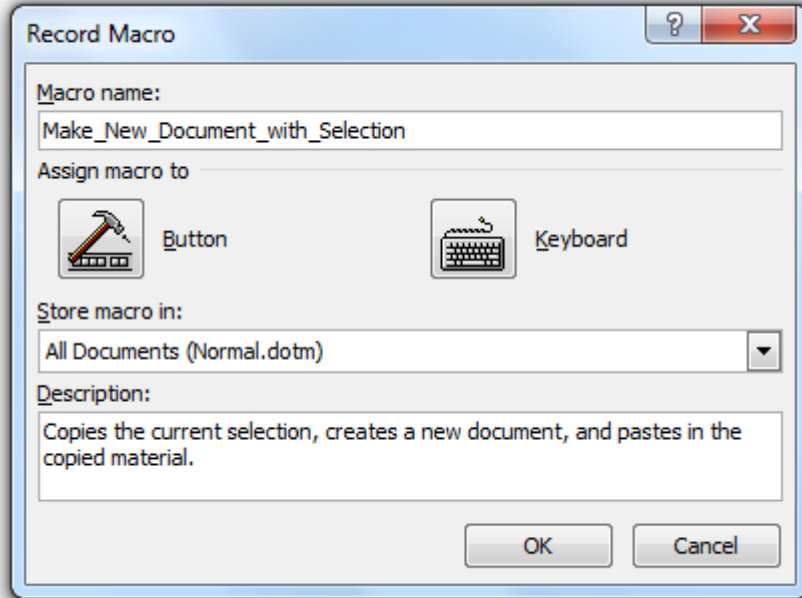 Record Macro
Macro name:
Make_New_Document_with_Selection
Assign macro to
Button
Keyboard
Store macro in:
All Documents (Normal.dotm)
Description:
Copies the current selection, creates a new document, and pastes in the
copied material.
OK
Cancel